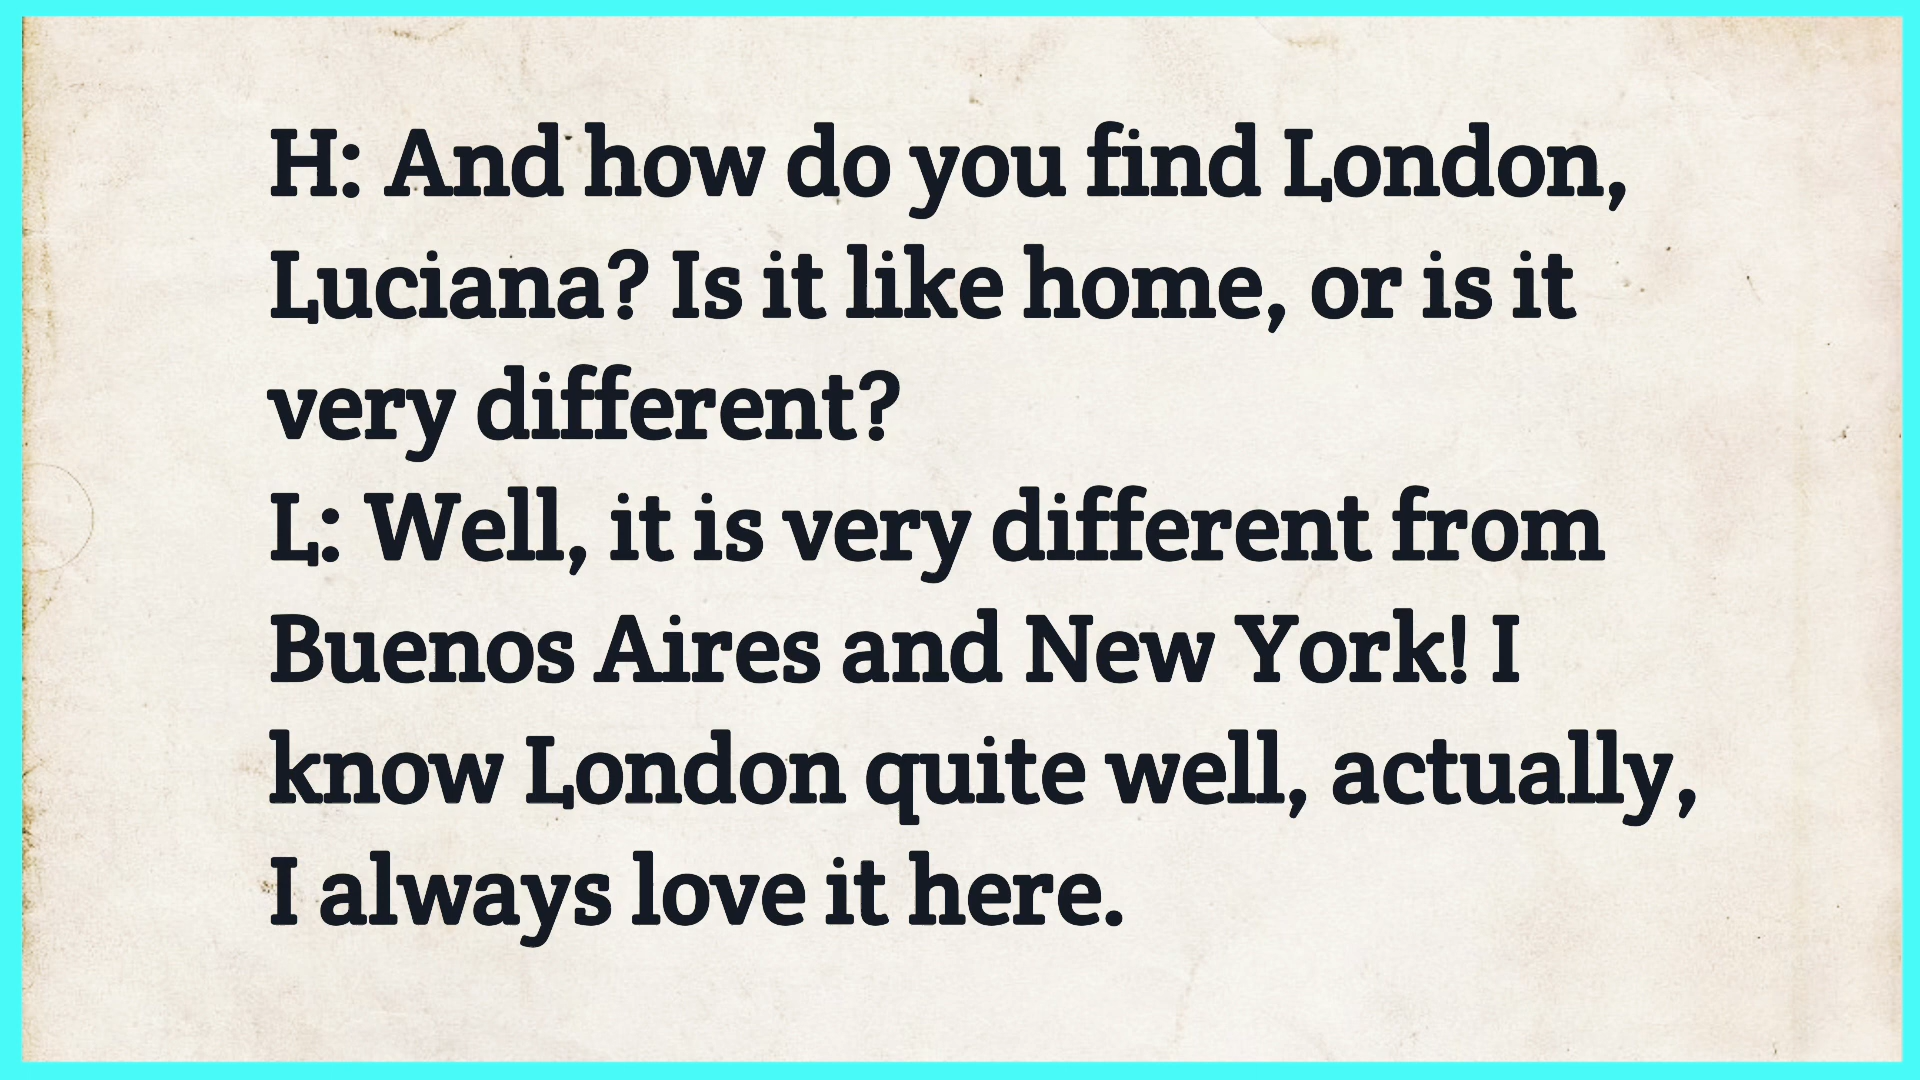 H: And how do you find London,
Luciana? Is it like home, or is it
very different?
L: Well, it is very different from
Buenos Aires and New York! I
know London quite well, actually,
I always love it here.